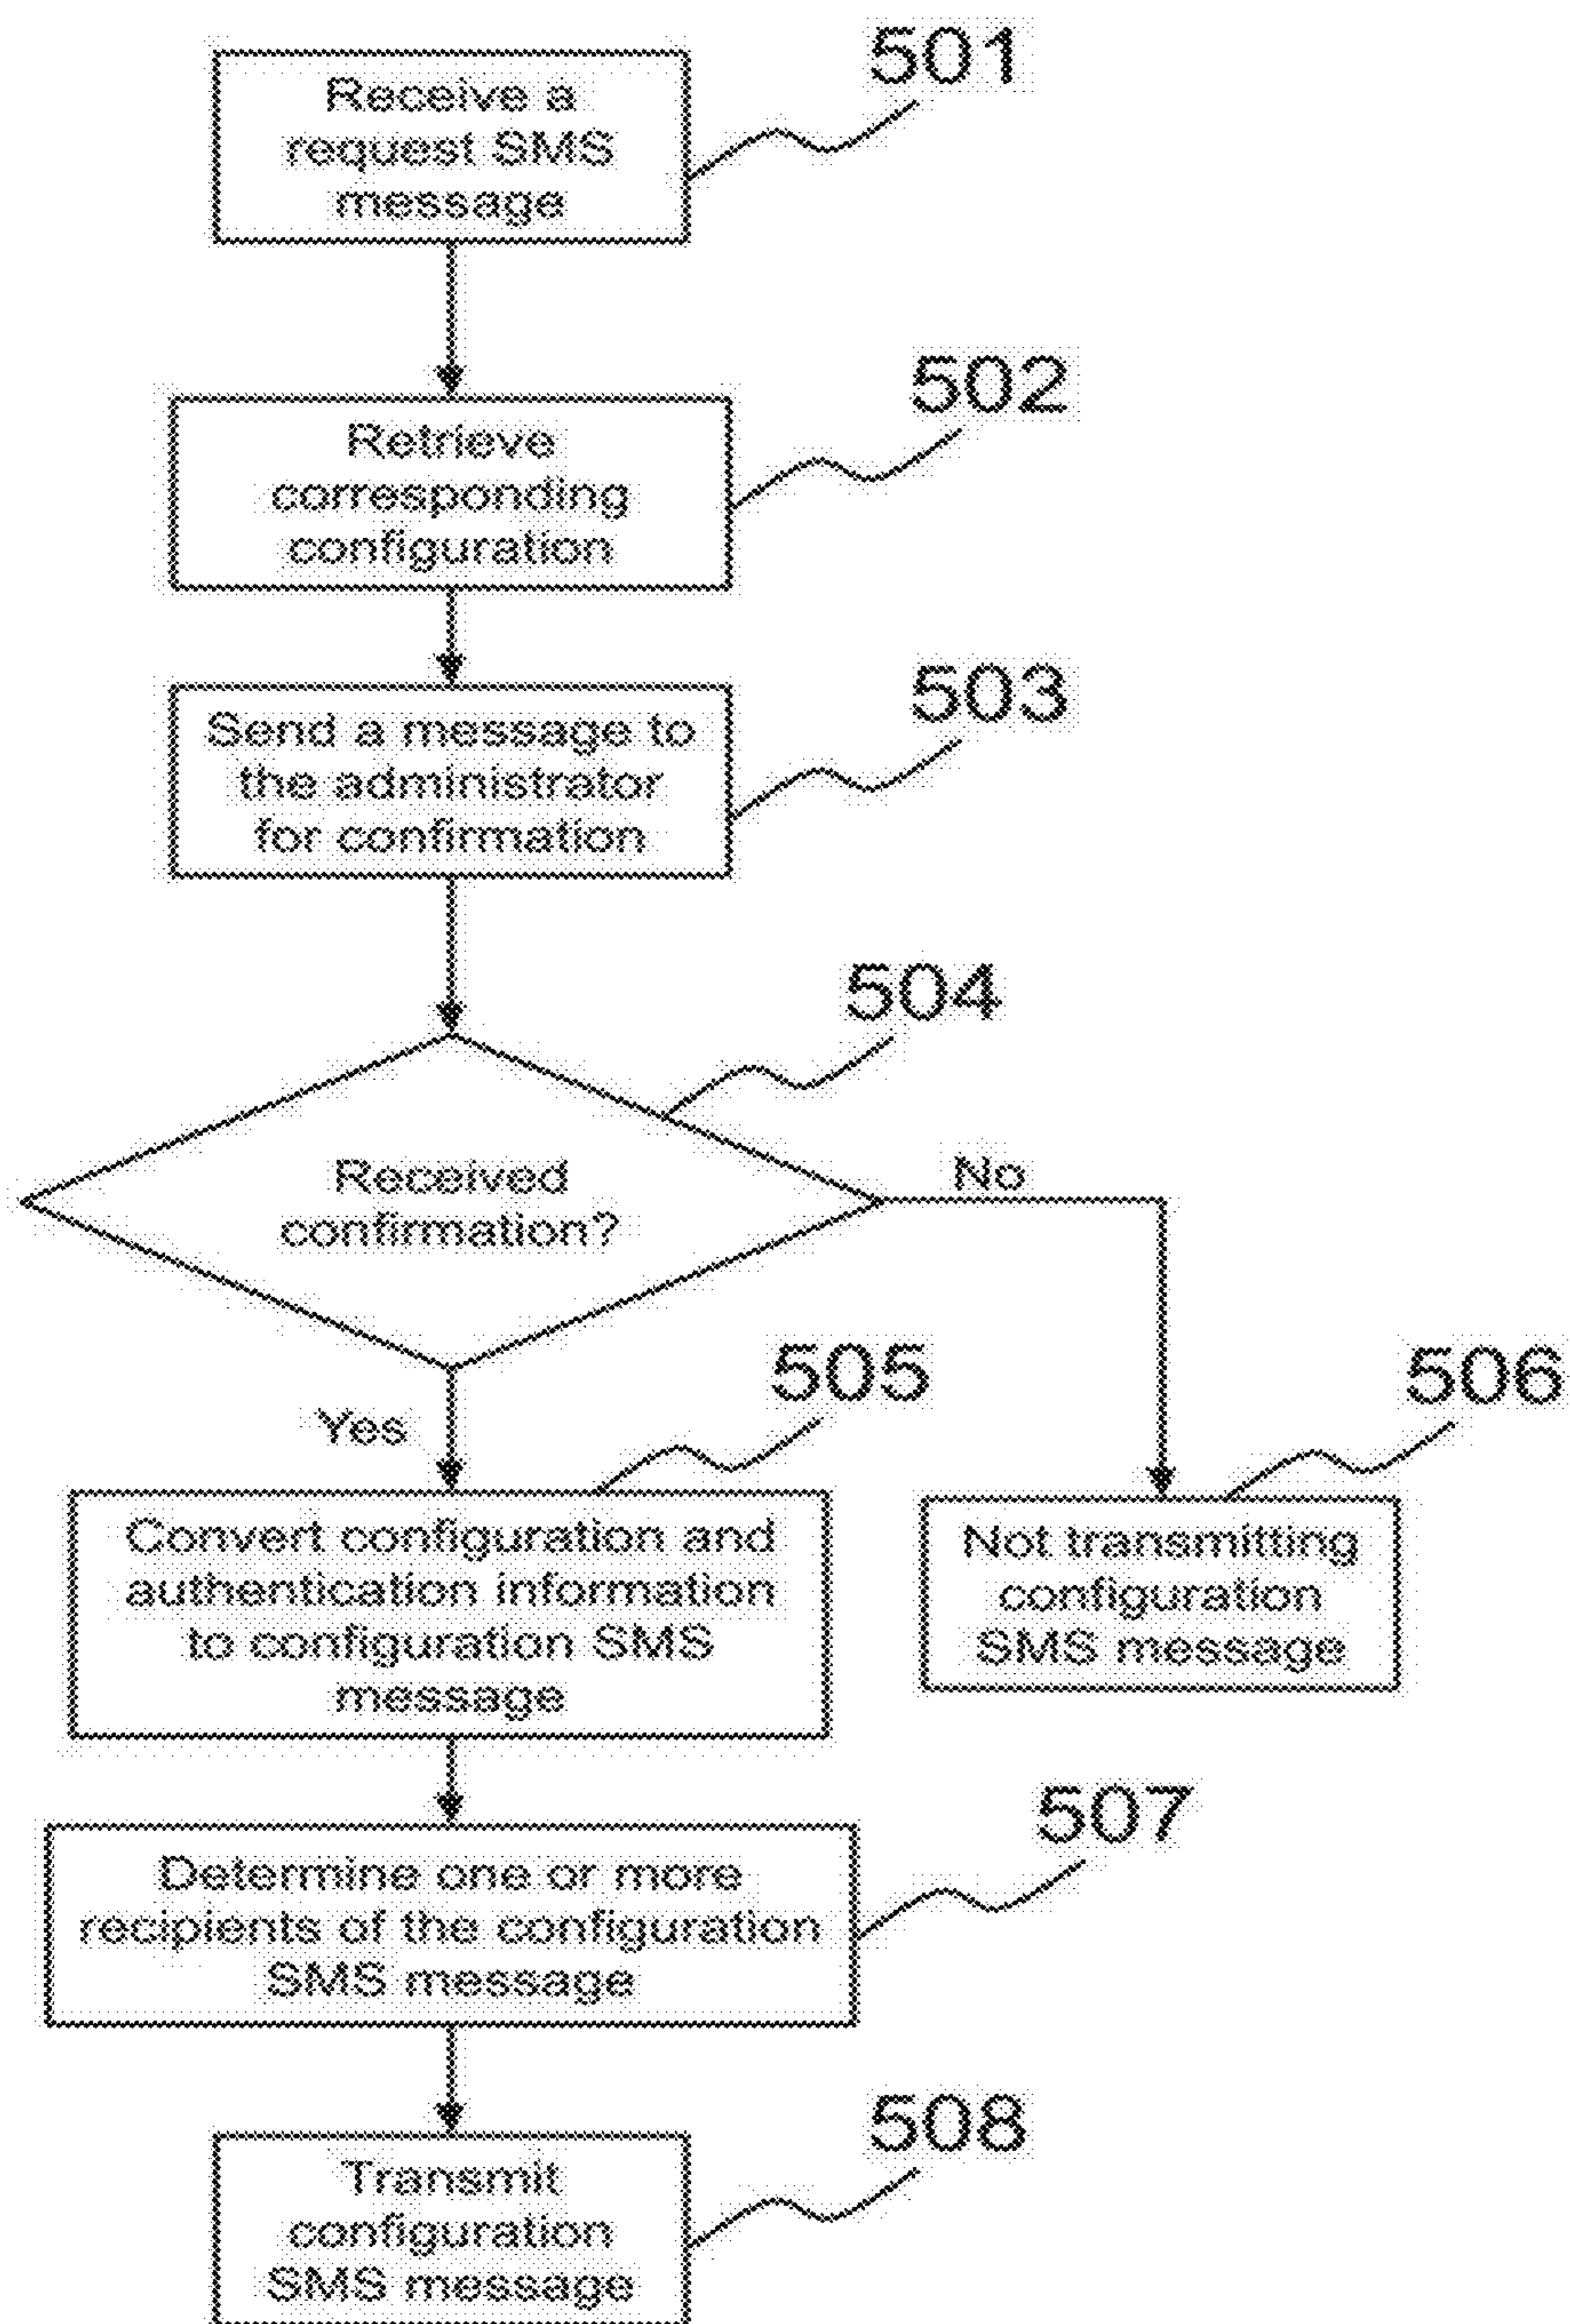 501
Receive a
request SMS
message
502
Retrieve
corresponding
configuration
503
Send a message to
the administrator
for confirmation
504
Received
confirmation?
No
Yes
505
Convert configuration and
authentication information
to configuration SMS
message
506
Not transmitting
configuration
SMS message
507
Determine one or more
recipients of the configuration
SMS message
508
Transmit
configuration
SMS message